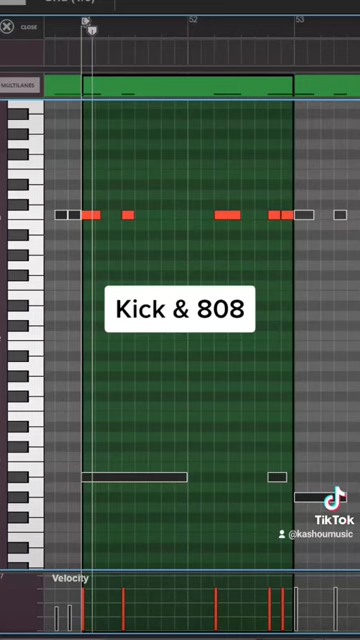 CLOSE
52
53
MULTILANES
Kick & 808
TikTok
@kashoumusic
Velocity